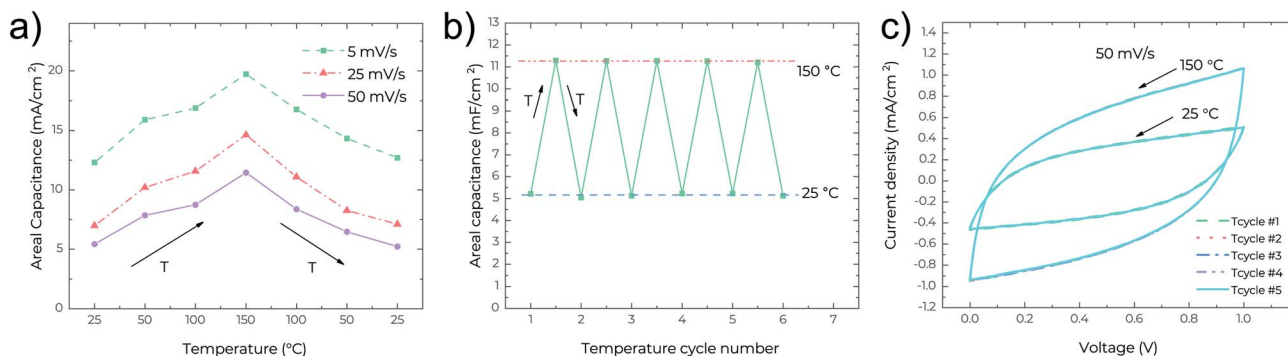 a)
5 mV/s
25 mV/s
50 mV/s
Areal Capacitance (mA/cm²)
20
15
10
5
0
T
T
25 50 100 150 100 50 25
Temperature (°C)
b)
Areal capacitance (mF/cm²)
13
12
11
10
9
8
7
6
5
4
3
2
1
0
150 °C
T
T
25 °C
1 2 3 4 5 6 7
Temperature cycle number
c)
Current density (mA/cm²)
1.4
1.2
1.0
0.8
0.6
0.4
0.2
-0.0
-0.2
-0.4
-0.6
-0.8
-1.0
-1.2
50 mV/s
150 °C
25 °C
Tcycle #1
Tcycle #2
Tcycle #3
Tcycle #4
Tcycle #5
0.0 0.2 0.4 0.6 0.8 1.0
Voltage (V)